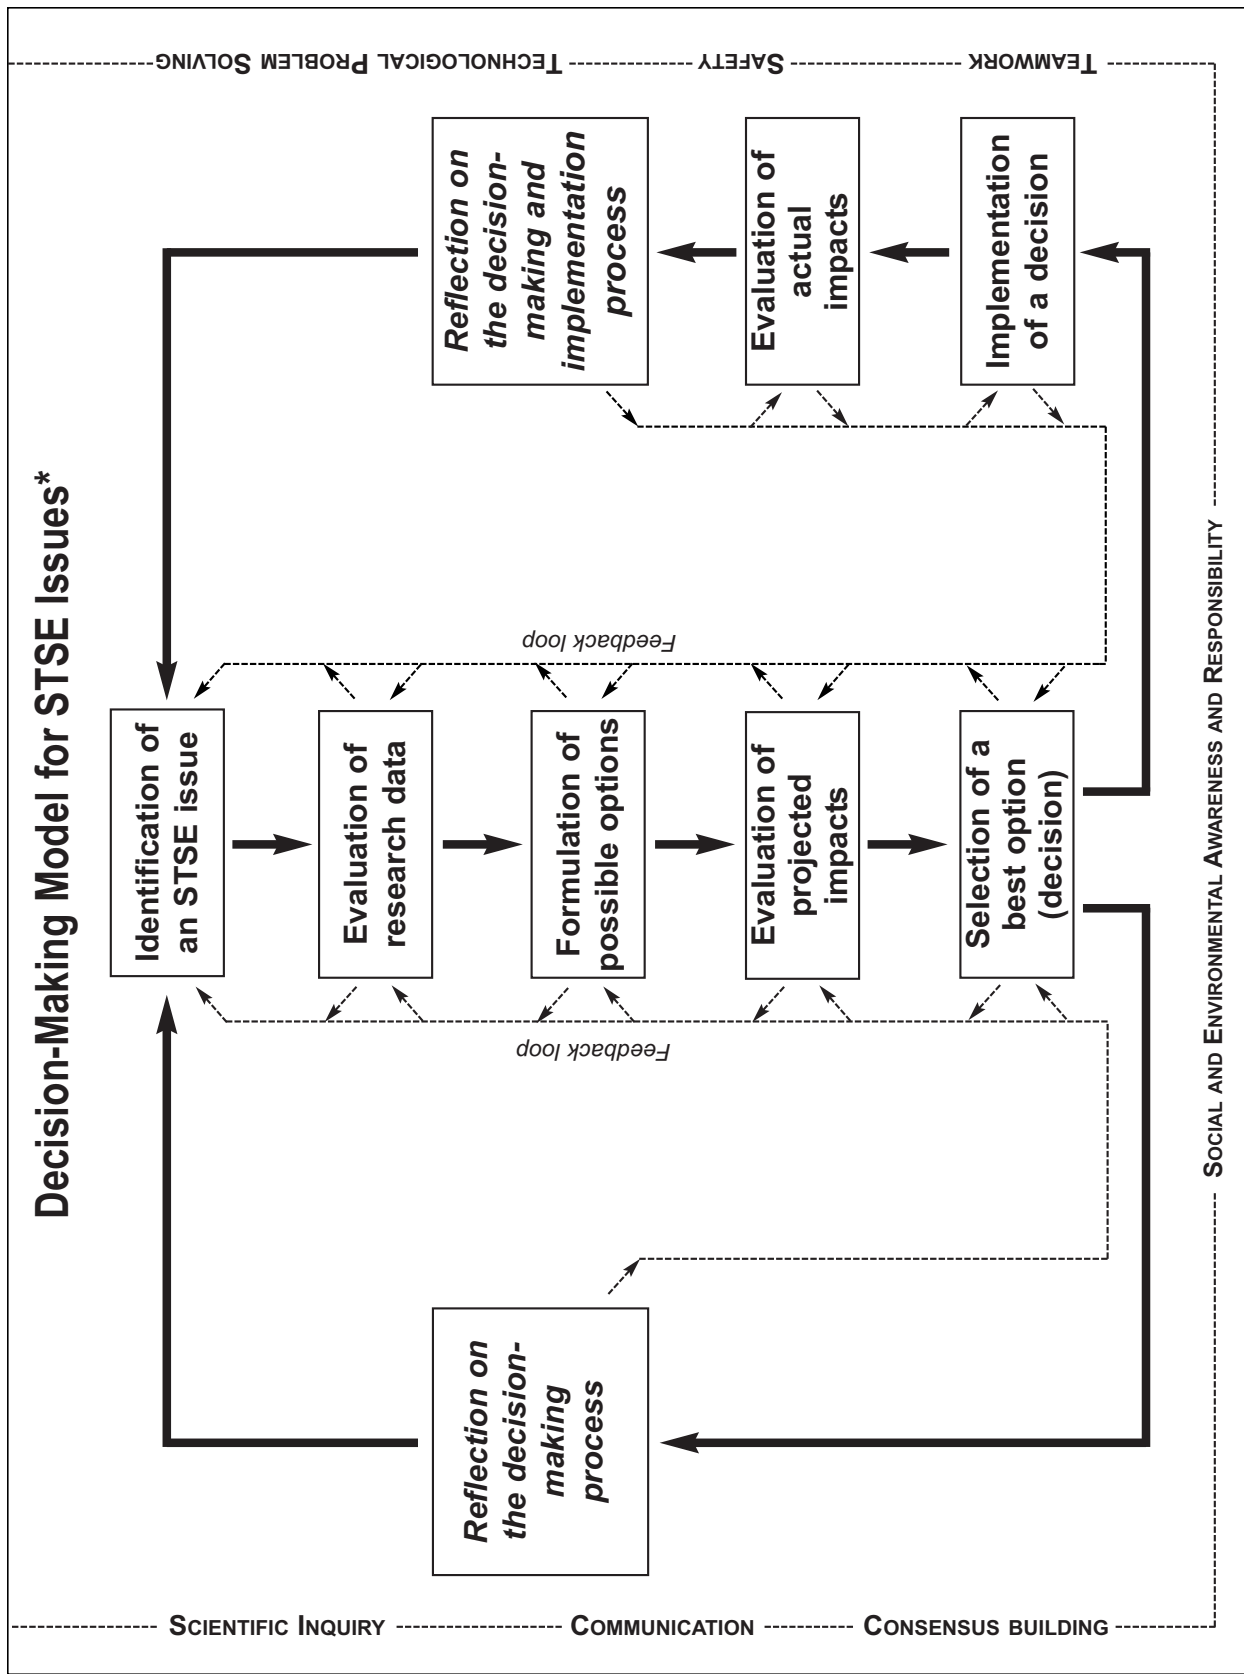 Decision-Making Model for STSE Issues*
Identification of
an STSE issue
Evaluation of
research data
Formulation of
possible options
Evaluation of
projected
impacts
Selection of a
best option
(decision)
Reflection on
the decision-
making
process
Feedback loop
Feedback loop
Reflection on
the decision-
making and
implementation
process
Evaluation of
actual
impacts
Implementation
of a decision
SCIENTIFIC INQUIRY
COMMUNICATION
CONSENSUS BUILDING
SOCIAL AND ENVIRONMENTAL AWARENESS AND RESPONSIBILITY
TECHNOLOGICAL PROBLEM SOLVING
SAFETY
TEAMWORK